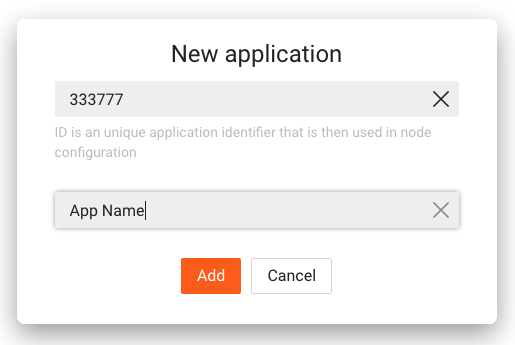 New application
333777
ID is an unique application identifier that is then used in node
configuration
App Name
Add
Cancel